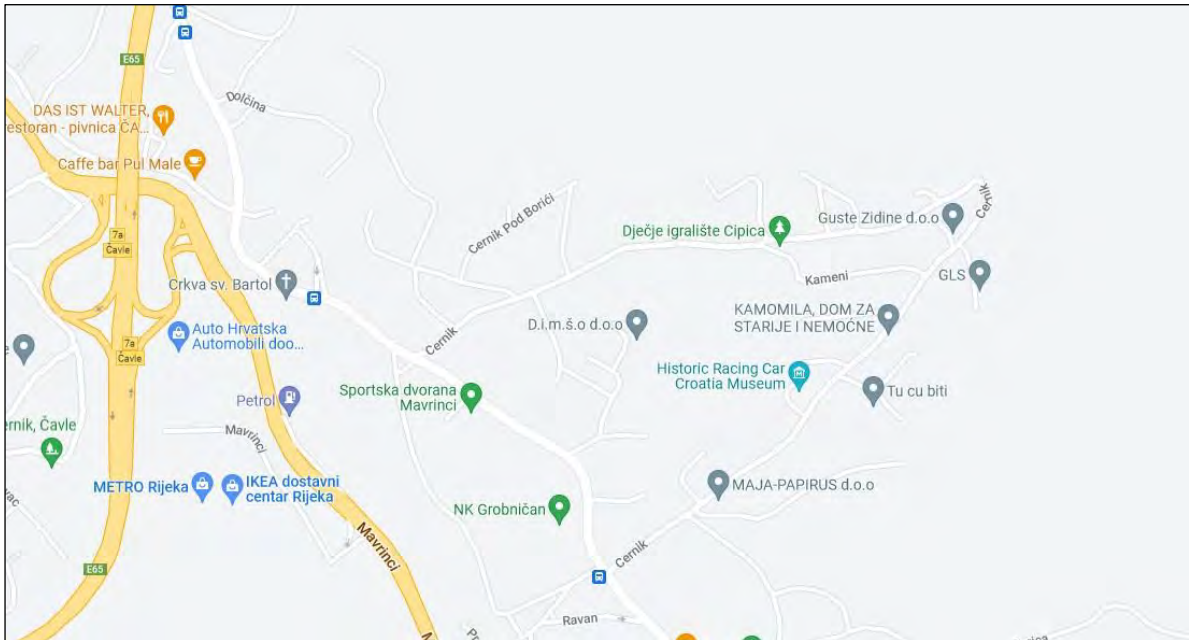 E65
Dolčina
DAS IST WALTER,
estoran - pivnica ČA...
Caffe bar Pul Male
Cernik Pod Borići
Cernik
Guste Zidine d.o.o
Dječje igralište Cipica
7a
Čavle
Kameni
GLS
Crkva sv. Bartol
KAMOMILA, DOM ZA
STARIJE I NEMOĆNE
D.i.m.š.o d.o.o
Auto Hrvatska
Automobili doo...
Cernik
7a
Čavle
Historic Racing Car
Croatia Museum
Tu cu biti
Sportska dvorana
Mavrinci
Petrol
ernik, Čavle
Mavrinci
METRO Rijeka
IKEA dostavni
centar Rijeka
MAJA-PAPIRUS d.o.o
NK Grobničan
Mavrinci
Cernik
E65
Ravan